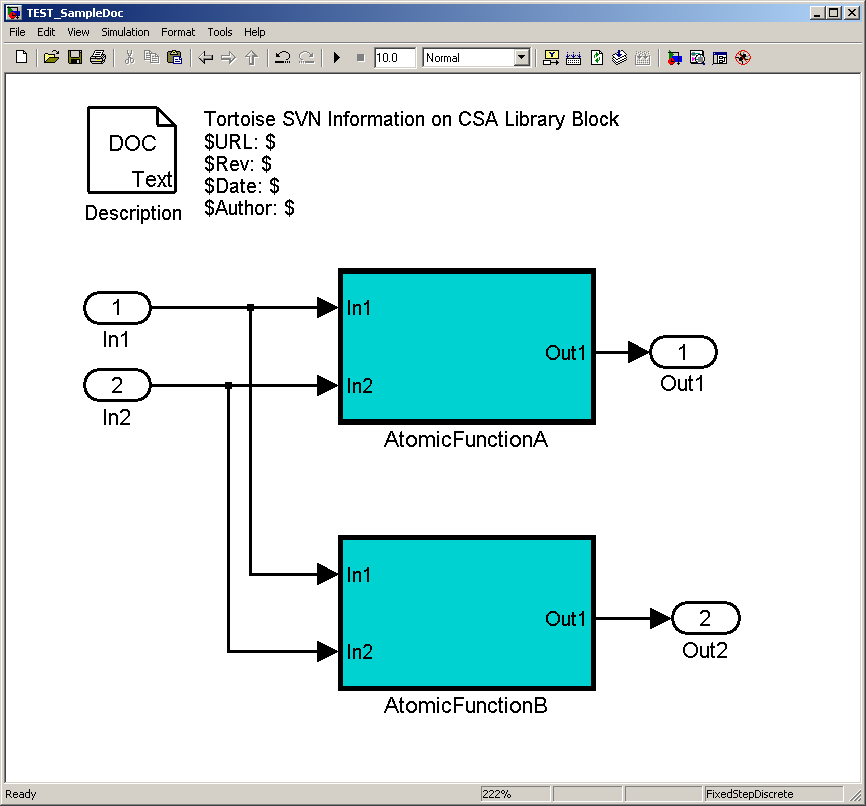 TEST_SampleDoc
File Edit View Simulation Format Tools Help
10.0 Normal
DOC
Text
Description
Tortoise SVN Information on CSA Library Block
$URL: $
$Rev: $
$Date: $
$Author: $
1
In1
2
In2
In1
In2
Out1
AtomicFunctionA
1
Out1
In1
In2
Out1
AtomicFunctionB
2
Out2
Ready 222% FixedStepDiscrete